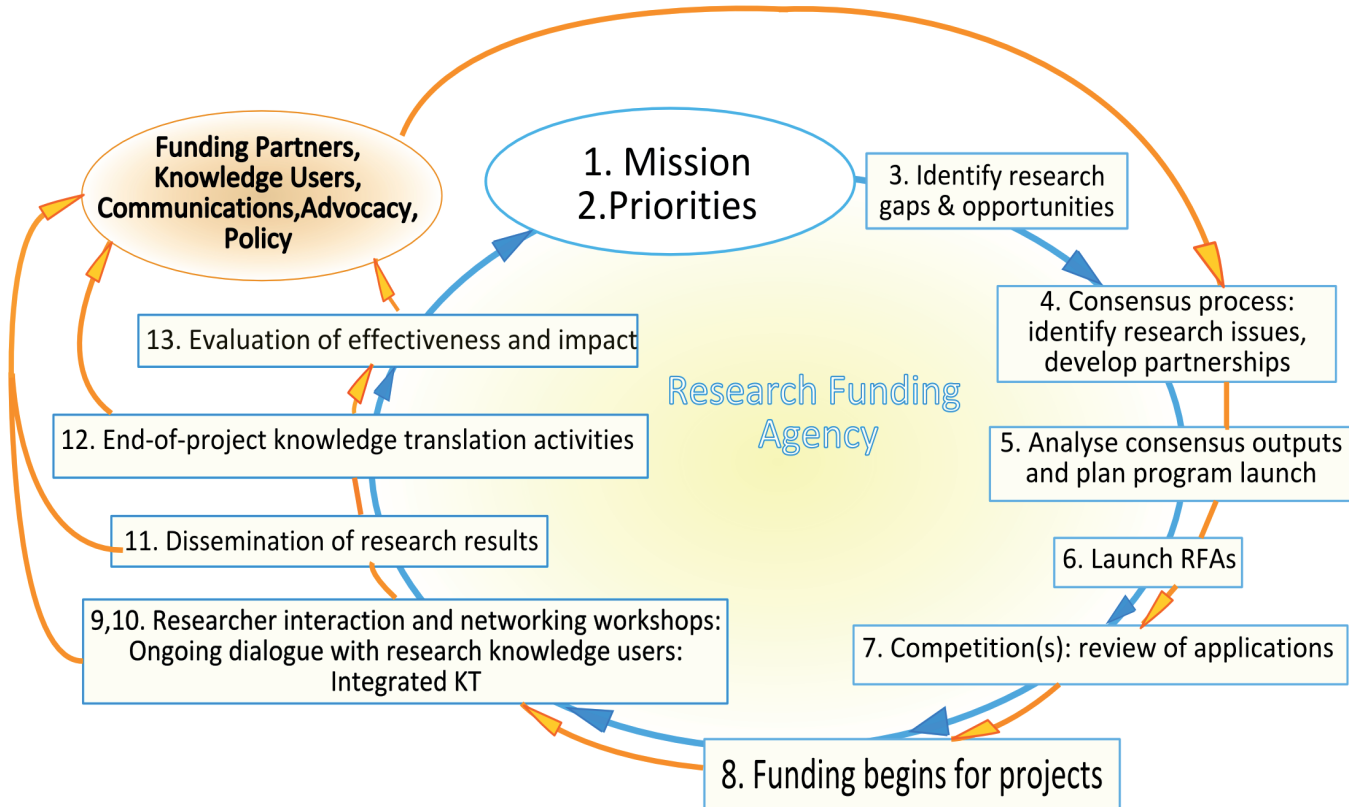 Funding Partners,
Knowledge Users,
Communications,Advocacy,
Policy
1. Mission
2.Priorities
3. Identify research
gaps & opportunities
4. Consensus process:
identify research issues,
develop partnerships
5. Analyse consensus outputs
and plan program launch
6. Launch RFAs
7. Competition(s): review of applications
8. Funding begins for projects
9,10. Researcher interaction and networking workshops:
Ongoing dialogue with research knowledge users:
Integrated KT
11. Dissemination of research results
12. End-of-project knowledge translation activities
13. Evaluation of effectiveness and impact
Research Funding
Agency